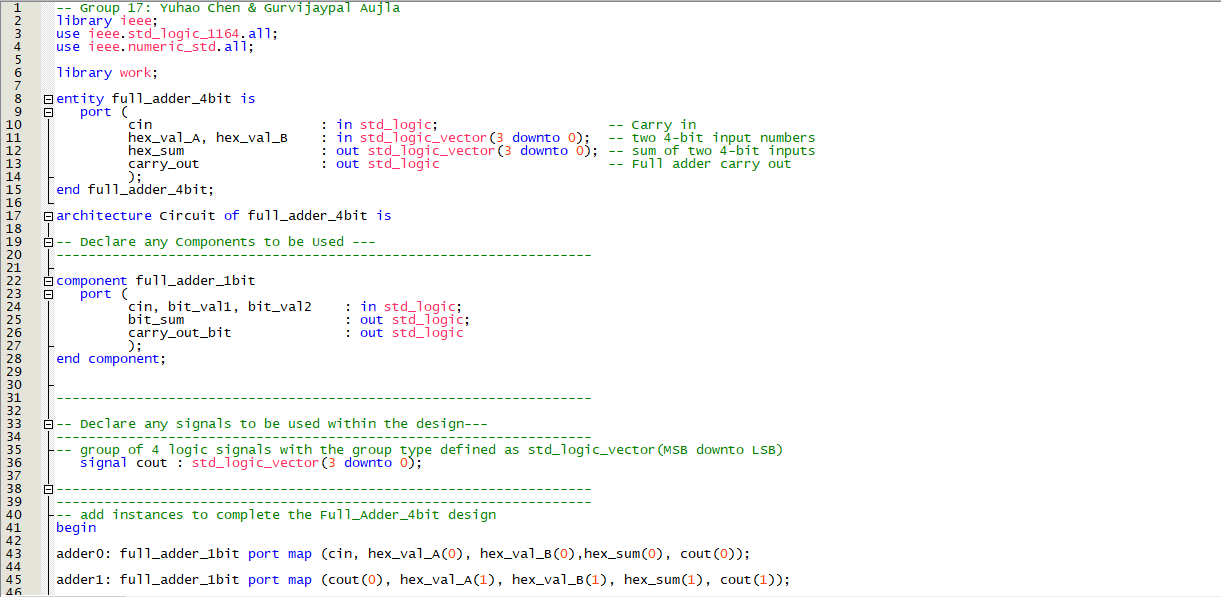 1 -- Group 17: Yuhao Chen & Gurvijaypal Aujla
2 library ieee;
3 use ieee.std_logic_1164.all;
4 use ieee.numeric_std.all;
5
6 library work;
7
8 entity full_adder_4bit is
9 port (
10 cin : in std_logic; -- Carry in
11 hex_val_A, hex_val_B : in std_logic_vector(3 downto 0); -- two 4-bit input numbers
12 hex_sum : out std_logic_vector(3 downto 0); -- sum of two 4-bit inputs
13 carry_out : out std_logic -- Full adder carry out
14 );
15 end full_adder_4bit;
16
17 architecture Circuit of full_adder_4bit is
18
19 -- Declare any Components to be Used ---
20 -------------------------------------------------------------------
21
22 component full_adder_1bit
23 port (
24 cin, bit_val1, bit_val2 : in std_logic;
25 bit_sum : out std_logic;
26 carry_out_bit : out std_logic
27 );
28 end component;
29
30
31 -------------------------------------------------------------------
32
33 -- Declare any signals to be used within the design---
34 -------------------------------------------------------------------
35 -- group of 4 logic signals with the group type defined as std_logic_vector(MSB downto LSB)
36 signal cout : std_logic_vector(3 downto 0);
37
38 -------------------------------------------------------------------
39 -------------------------------------------------------------------
40 -- add instances to complete the Full_Adder_4bit design
41 begin
42
43 adder0: full_adder_1bit port map (cin, hex_val_A(0), hex_val_B(0),hex_sum(0), cout(0));
44
45 adder1: full_adder_1bit port map (cout(0), hex_val_A(1), hex_val_B(1), hex_sum(1), cout(1));
46